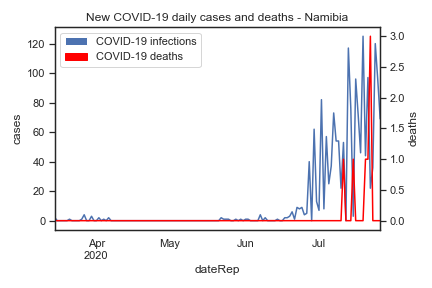 New COVID-19 daily cases and deaths - Namibia
COVID-19 infections
COVID-19 deaths
cases
120
100
80
60
40
20
0
deaths
3.0
2.5
2.0
1.5
1.0
0.5
0.0
Apr
2020
May
Jun
Jul
dateRep